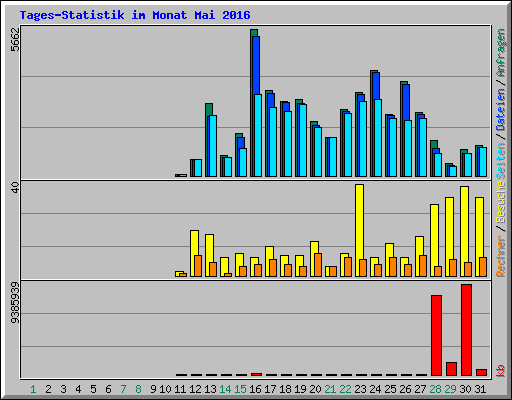 Tages-Statistik im Monat Mai 2016
5662
40
9385939
Rechner / Besuche Seiten / Dateien / Anfragen
kb
1 2 3 4 5 6 7 8 9 10 11 12 13 14 15 16 17 18 19 20 21 22 23 24 25 26 27 28 29 30 31